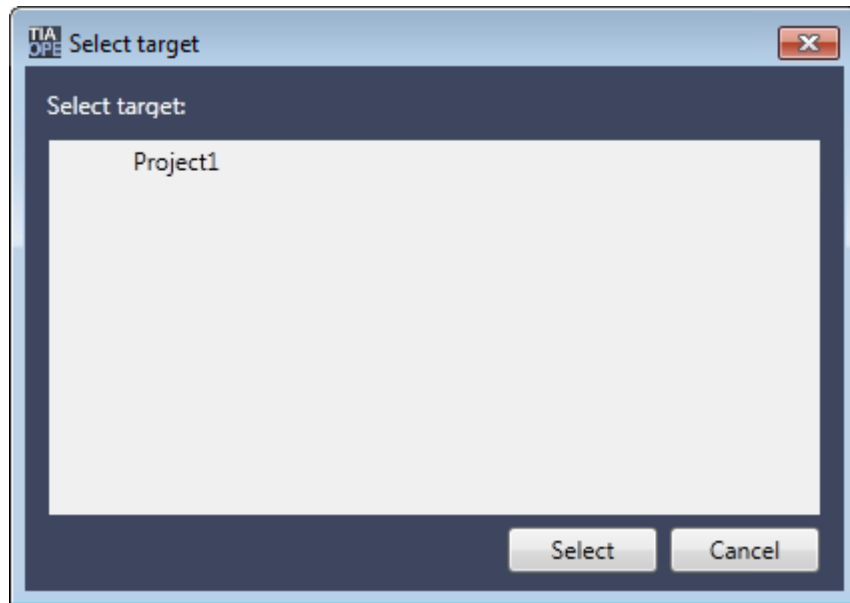 TIA
OPE
Select target
Select target:
Project1
Select
Cancel